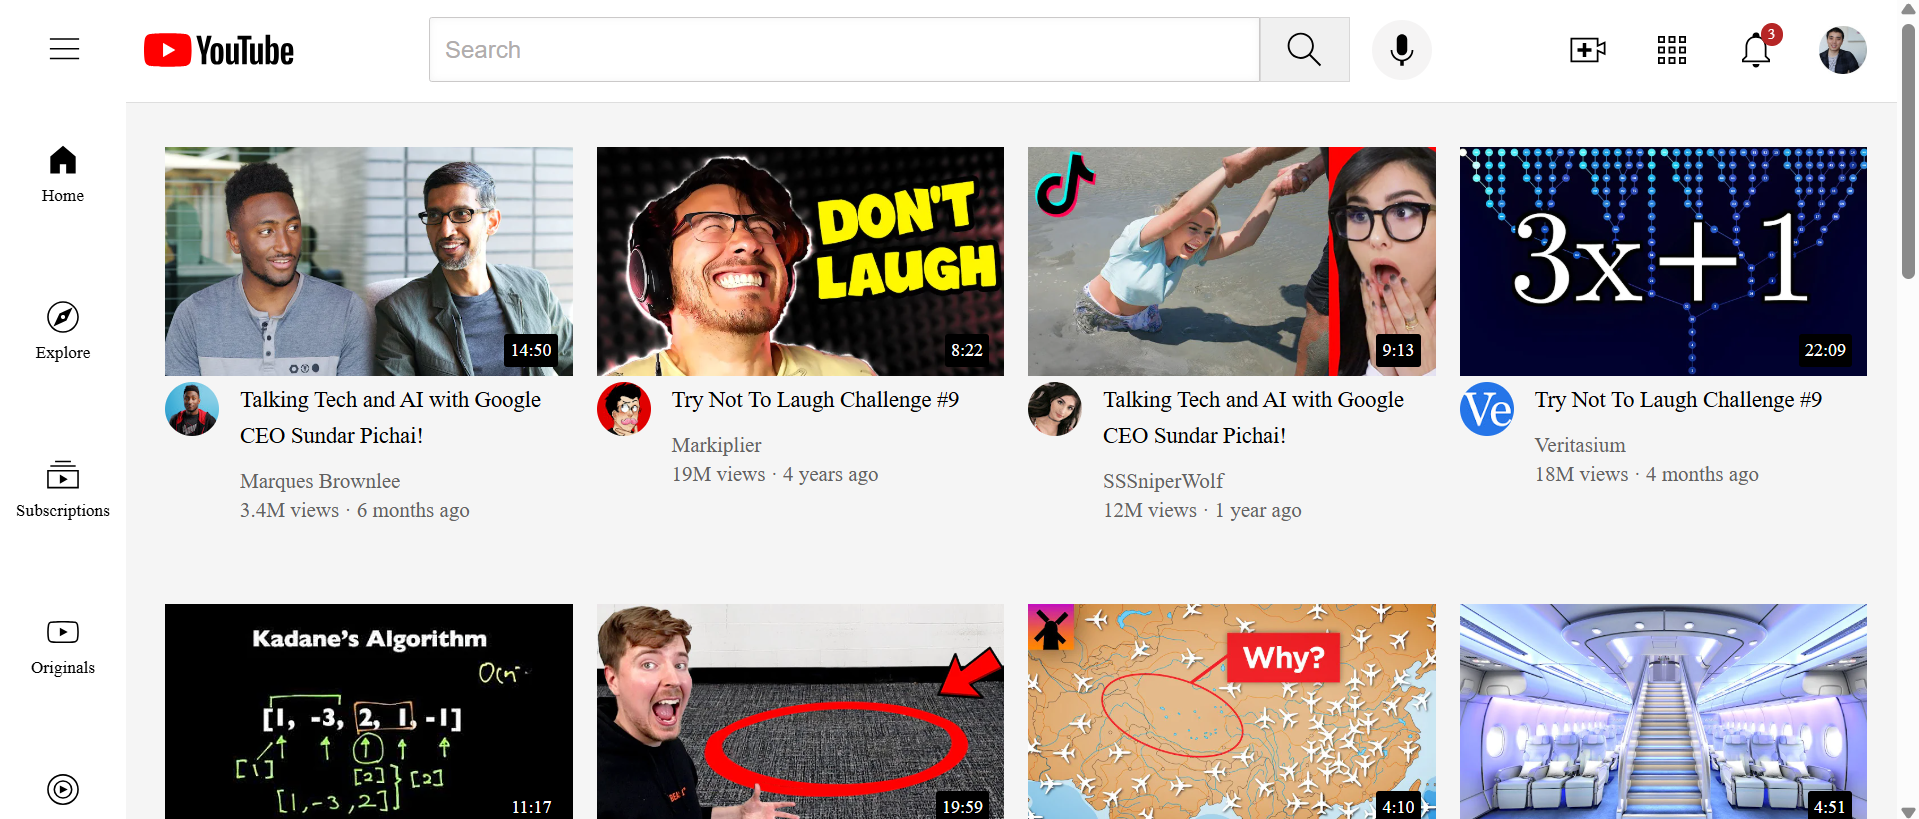 YouTube
Search
3
Home
Explore
Subscriptions
Originals
14:50
DON'T
LAUGH
8:22
9:13
3x+1
22:09
Talking Tech and AI with Google
CEO Sundar Pichai!
Marques Brownlee
3.4M views · 6 months ago
Try Not To Laugh Challenge #9
Markiplier
19M views · 4 years ago
Talking Tech and AI with Google
CEO Sundar Pichai!
SSSniperWolf
12M views · 1 year ago
Ve
Try Not To Laugh Challenge #9
Veritasium
18M views · 4 months ago
Kadane's Algorithm
[1, -3, 2, 1, -1]
[1]
[2]
[2]
[1,-3,2]
11:17
19:59
Why?
4:10
4:51